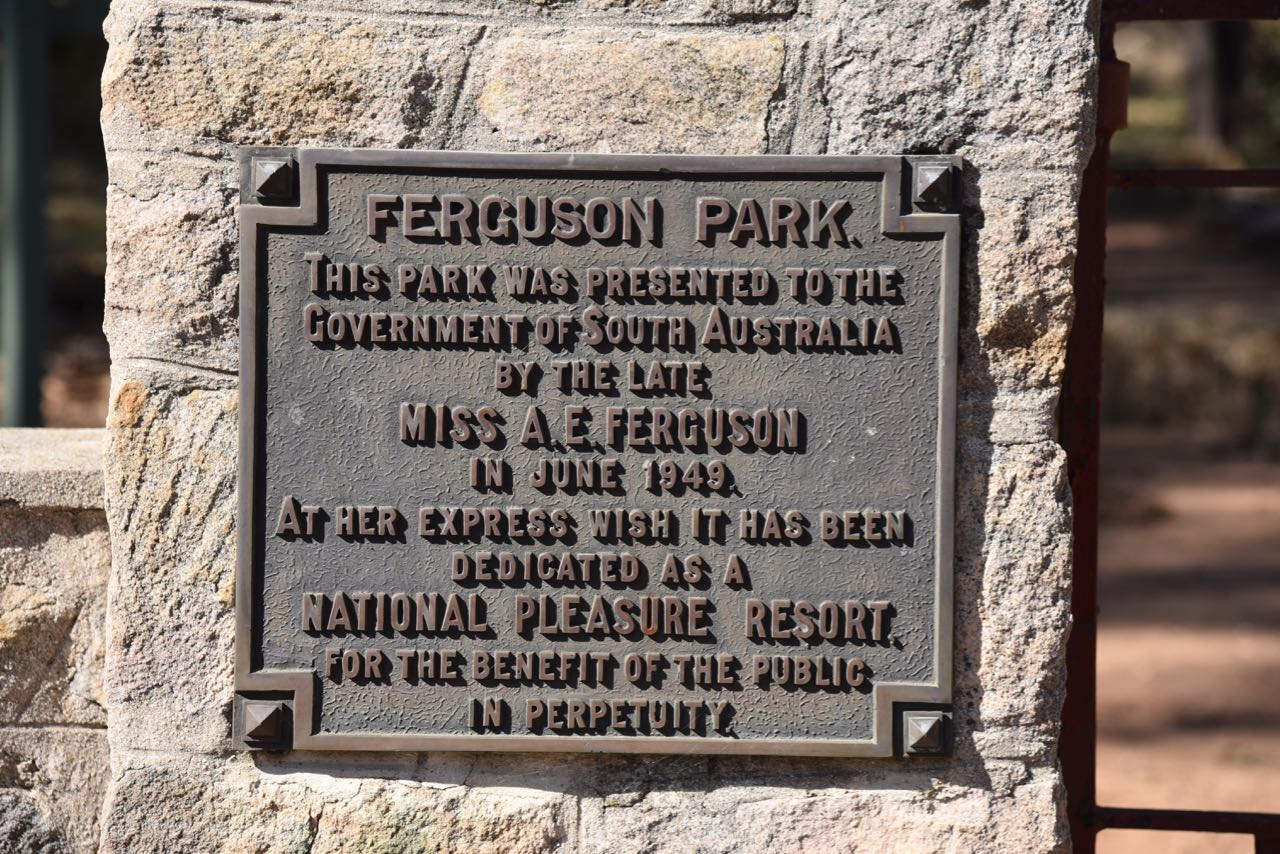 FERGUSON PARK.
THIS PARK WAS PRESENTED TO THE
GOVERNMENT OF SOUTH AUSTRALIA
BY THE LATE
MISS A. E. FERGUSON
IN JUNE 1949.
AT HER EXPRESS WISH IT HAS BEEN
DEDICATED AS A
NATIONAL PLEASURE RESORT.
FOR THE BENEFIT OF THE PUBLIC
IN PERPETUITY.